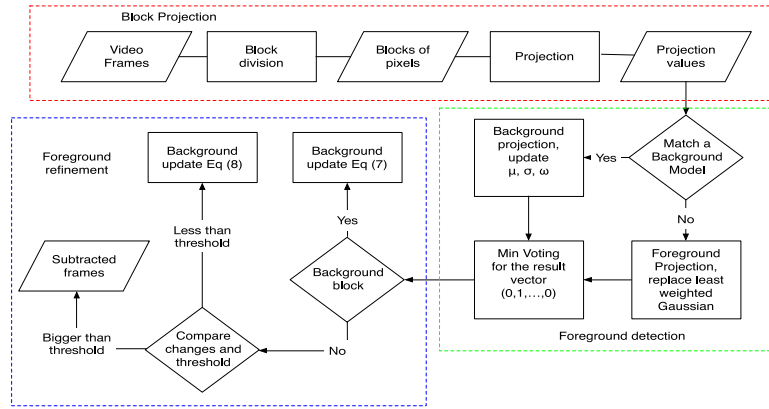 Block Projection
Video
Frames
Block
division
Blocks of
pixels
Projection
Projection
values
Foreground
refinement
Background
update Eq (8)
Background
update Eq (7)
Background
projection,
update
μ, σ, ω
Yes
Match a
Background
Model
Less than
threshold
Yes
No
Subtracted
frames
Background
block
Min Voting
for the result
vector
(0,1,...,0)
Foreground
Projection,
replace least
weighted
Gaussian
Bigger than
threshold
Compare
changes and
threshold
No
Foreground detection